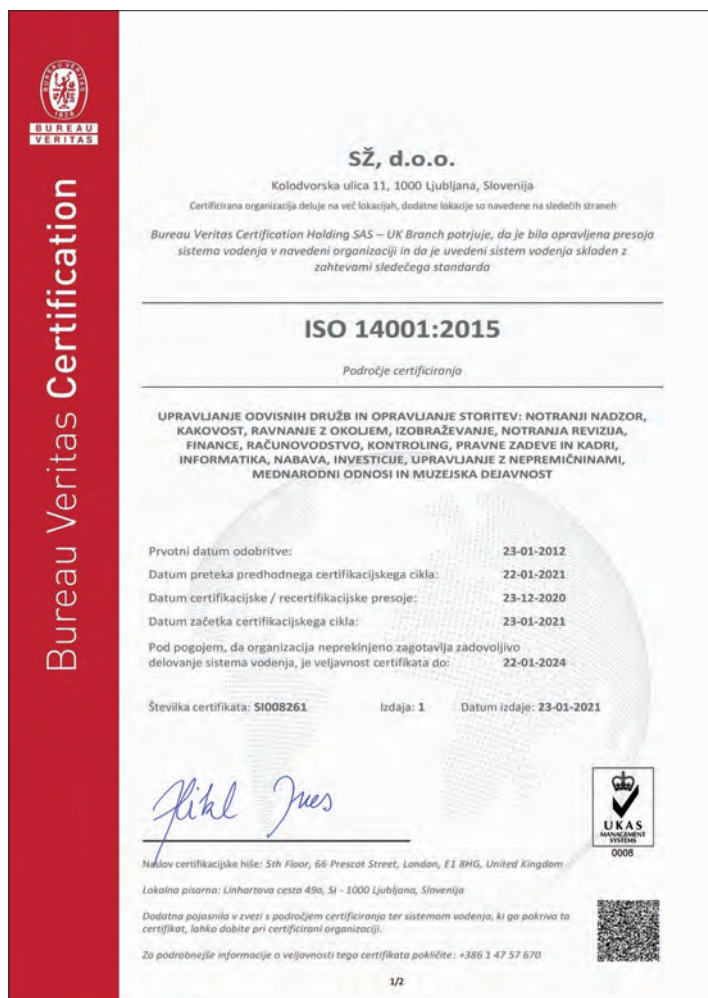 BUREAU VERITAS
1828
BUREAU
VERITAS
Bureau Veritas Certification
SŽ, d.o.o.
Kolodvorska ulica 11, 1000 Ljubljana, Slovenija
Certificirana organizacija deluje na več lokacijah, dodatne lokacije so navedene na sledečih straneh
Bureau Veritas Certification Holding SAS – UK Branch potrjuje, da je bila opravljena presoja
sistema vodenja v navedeni organizaciji in da je uvedeni sistem vodenja skladen z
zahtevami sledečega standarda
ISO 14001:2015
Področje certificiranja
UPRAVLJANJE ODVISNIH DRUŽB IN OPRAVLJANJE STORITEV: NOTRANJI NADZOR,
KAKOVOST, RAVNANJE Z OKOLJEM, IZOBRAŽEVANJE, NOTRANJA REVIZIJA,
FINANCE, RAČUNOVODSTVO, KONTROLING, PRAVNE ZADEVE IN KADRI,
INFORMATIKA, NABAVA, INVESTICIJE, UPRAVLJANJE Z NEPREMIČNINAMI,
MEDNARODNI ODNOSI IN MUZEJSKA DEJAVNOST
Prvotni datum odobritve: 23-01-2012
Datum preteka predhodnega certifikacijskega cikla: 22-01-2021
Datum certifikacijske / recertifikacijske presoje: 23-12-2020
Datum začetka certifikacijskega cikla: 23-01-2021
Pod pogojem, da organizacija neprekinjeno zagotavlja zadovoljivo
delovanje sistema vodenja, je veljavnost certifikata do: 22-01-2024
Številka certifikata: SI008261 Izdaja: 1 Datum izdaje: 23-01-2021
UKAS
MANAGEMENT
SYSTEMS
0008
Naslov certifikacijske hiše: 5th Floor, 66 Prescot Street, London, E1 8HG, United Kingdom
Lokalna pisarna: Linhartova cesta 49a, SI - 1000 Ljubljana, Slovenija
Dodatna pojasnila v zvezi s področjem certificiranja ter sistemom vodenja, ki ga pokriva ta
certifikat, lahko dobite pri certificirani organizaciji.
Za podrobnejše informacije o veljavnosti tega certifikata pokličite: +386 1 47 57 670
1/2